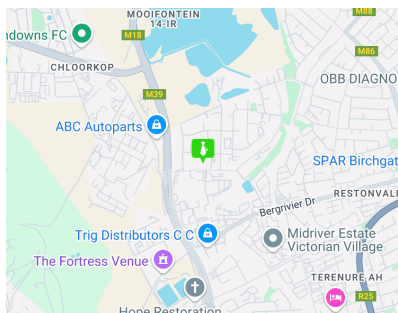 MOOIFONTEIN
14-IR
M88
ndowns FC
M18
M86
CHLOORKOP
OBB DIAGNO
M39
ABC Autoparts
SPAR Birchgat
RESTONVALE
Bergrivier Dr
Trig Distributors C C
Midriver Estate
Victorian Village
The Fortress Venue
TERENURE AH
R25
Hope Restoration